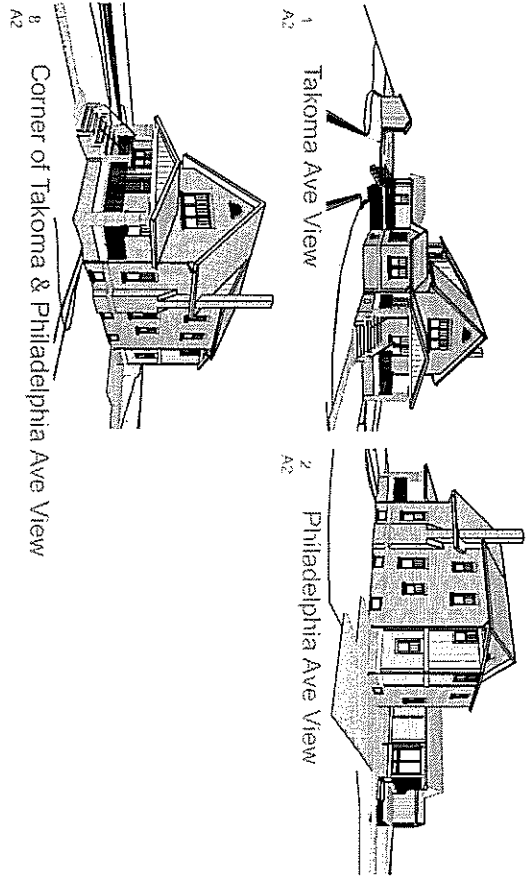 1
A2
Takoma Ave View
2
A2
Philadelphia Ave View
8
A2
Corner of Takoma & Philadelphia Ave View